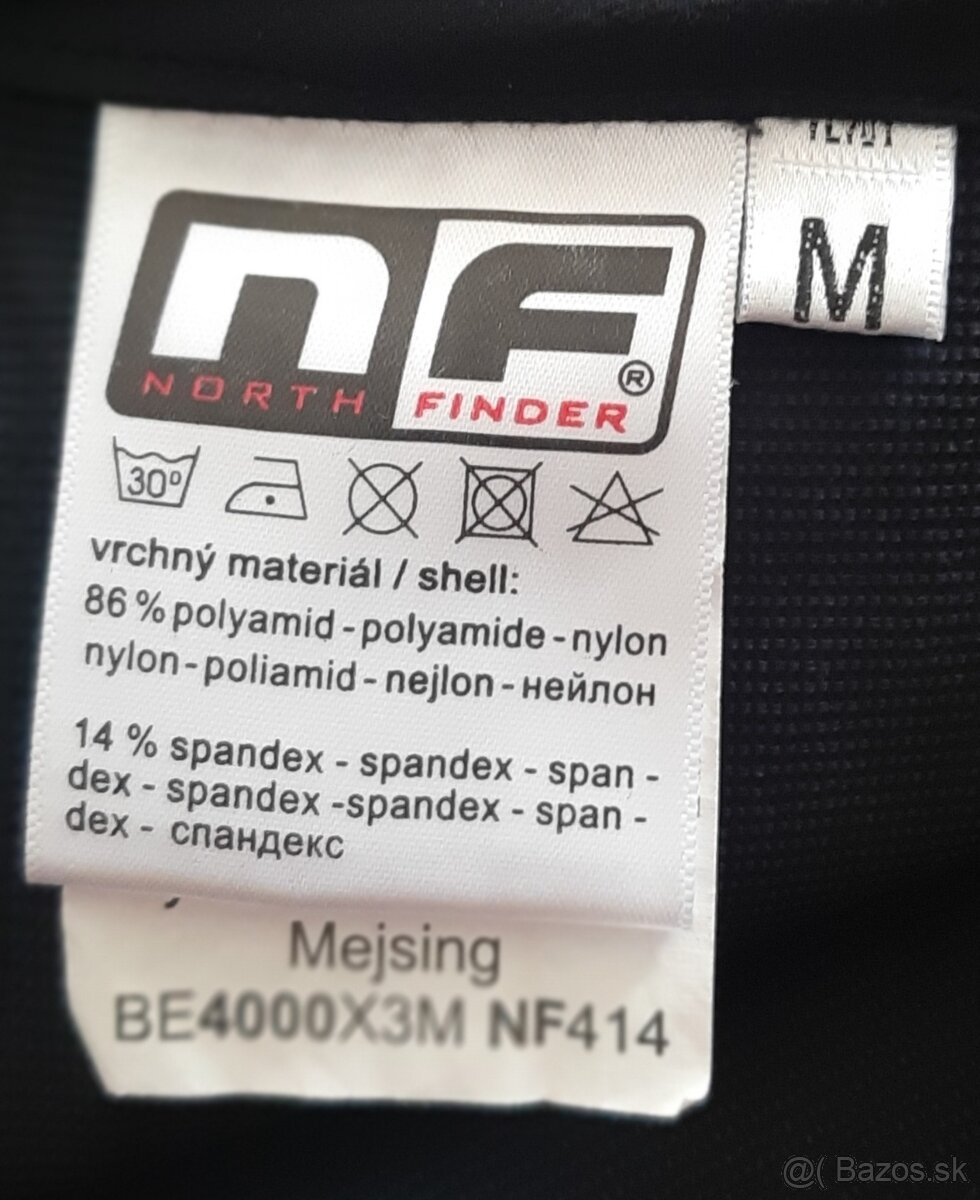 nF
NORTH FINDER®
M
30°
vrchný materiál / shell:
86 % polyamid - polyamide - nylon
nylon - poliamid - nejlon - нейлон
14 % spandex - spandex - span -
dex - spandex -spandex - span -
dex - спандекс
Mejsing
BE4000X3M NF414
@( Bazos.sk